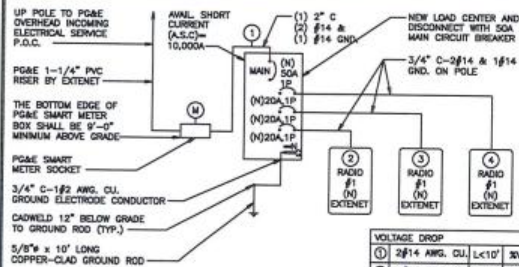 UP POLE TO PG&E
OVERHEAD INCOMING
ELECTRICAL SERVICE
P.O.C.
PG&E 1-1/4" PVC
RISER BY EXTENET
THE BOTTOM EDGE OF
PG&E SMART METER
BOX SHALL BE 9'-0"
MINIMUM ABOVE GRADE
PG&E SMART
METER SOCKET
3/4" C-1#2 AWG. CU.
GROUND ELECTRODE CONDUCTOR
CADWELD 12" BELOW GRADE
TO GROUND ROD (TYP.)
5/8"ø x 10' LONG
COPPER-CLAD GROUND ROD
M
AVAIL. SHORT
CURRENT
(A.S.C)=
10,000A
1
(1) 2" C
(2) #14 &
(1) #14 GND.
MAIN
(N)
50A
1P
(N)20A,1P
(N)20A,1P
(N)20A,1P
NEW LOAD CENTER AND
DISCONNECT WITH 50A
MAIN CIRCUIT BREAKER
3/4" C-2#14 & 1#14
GND. ON POLE
2
RADIO
#1
(N)
EXTENET
3
RADIO
#1
(N)
EXTENET
4
RADIO
#1
(N)
EXTENET
VOLTAGE DROP
1 2#14 AWG. CU. L<10'